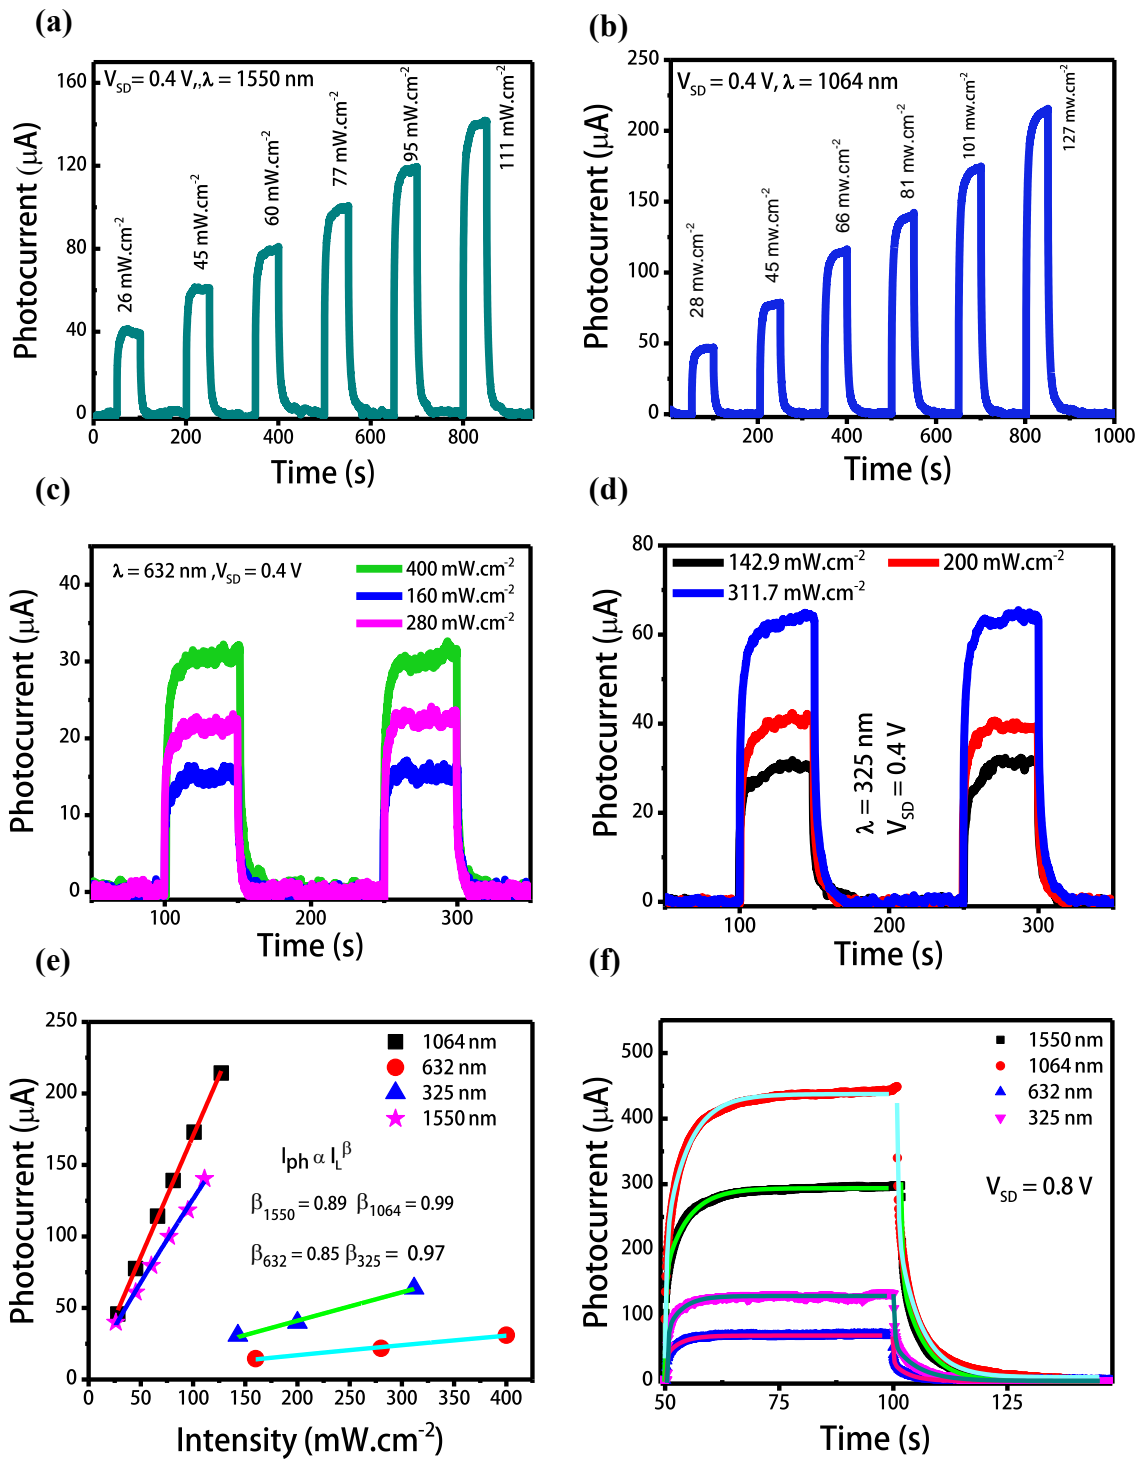 (a)
V_SD = 0.4 V,,λ = 1550 nm
26 mW.cm⁻²
45 mW.cm⁻²
60 mW.cm⁻²
77 mW.cm⁻²
95 mW.cm⁻²
111 mW.cm⁻²
160
120
80
40
0
Photocurrent (μA)
0 200 400 600 800
Time (s)
(b)
V_SD = 0.4 V, λ = 1064 nm
28 mw.cm⁻²
45 mw.cm⁻²
66 mw.cm⁻²
81 mw.cm⁻²
101 mw.cm⁻²
127 mw.cm⁻²
250
200
150
100
50
0
Photocurrent (μA)
200 400 600 800 1000
Time (s)
(c)
λ = 632 nm ,V_SD = 0.4 V
400 mW.cm⁻²
160 mW.cm⁻²
280 mW.cm⁻²
40
30
20
10
0
Photocurrent (μA)
100 200 300
Time (s)
(d)
142.9 mW.cm⁻² 200 mW.cm⁻²
311.7 mW.cm⁻²
λ = 325 nm
V_SD = 0.4 V
80
60
40
20
0
Photocurrent (μA)
100 200 300
Time (s)
(e)
1064 nm
632 nm
325 nm
1550 nm
I_ph α I_L^β
β_1550 = 0.89 β_1064 = 0.99
β_632 = 0.85 β_325 = 0.97
250
200
150
100
50
0
Photocurrent (μA)
0 50 100 150 200 250 300 350 400
Intensity (mW.cm⁻²)
(f)
1550 nm
1064 nm
632 nm
325 nm
V_SD = 0.8 V
500
400
300
200
100
0
Photocurrent (μA)
50 75 100 125
Time (s)